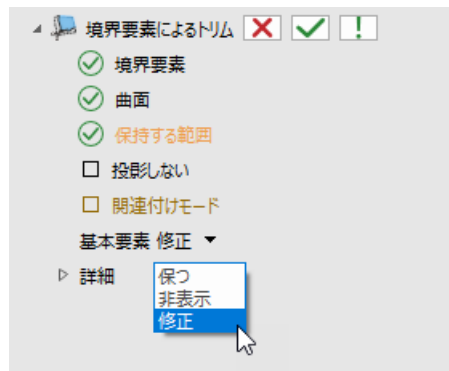 境界要素によるトリム
境界要素
曲面
保持する範囲
投影しない
関連付けモード
基本要素 修正
詳細
保つ
非表示
修正